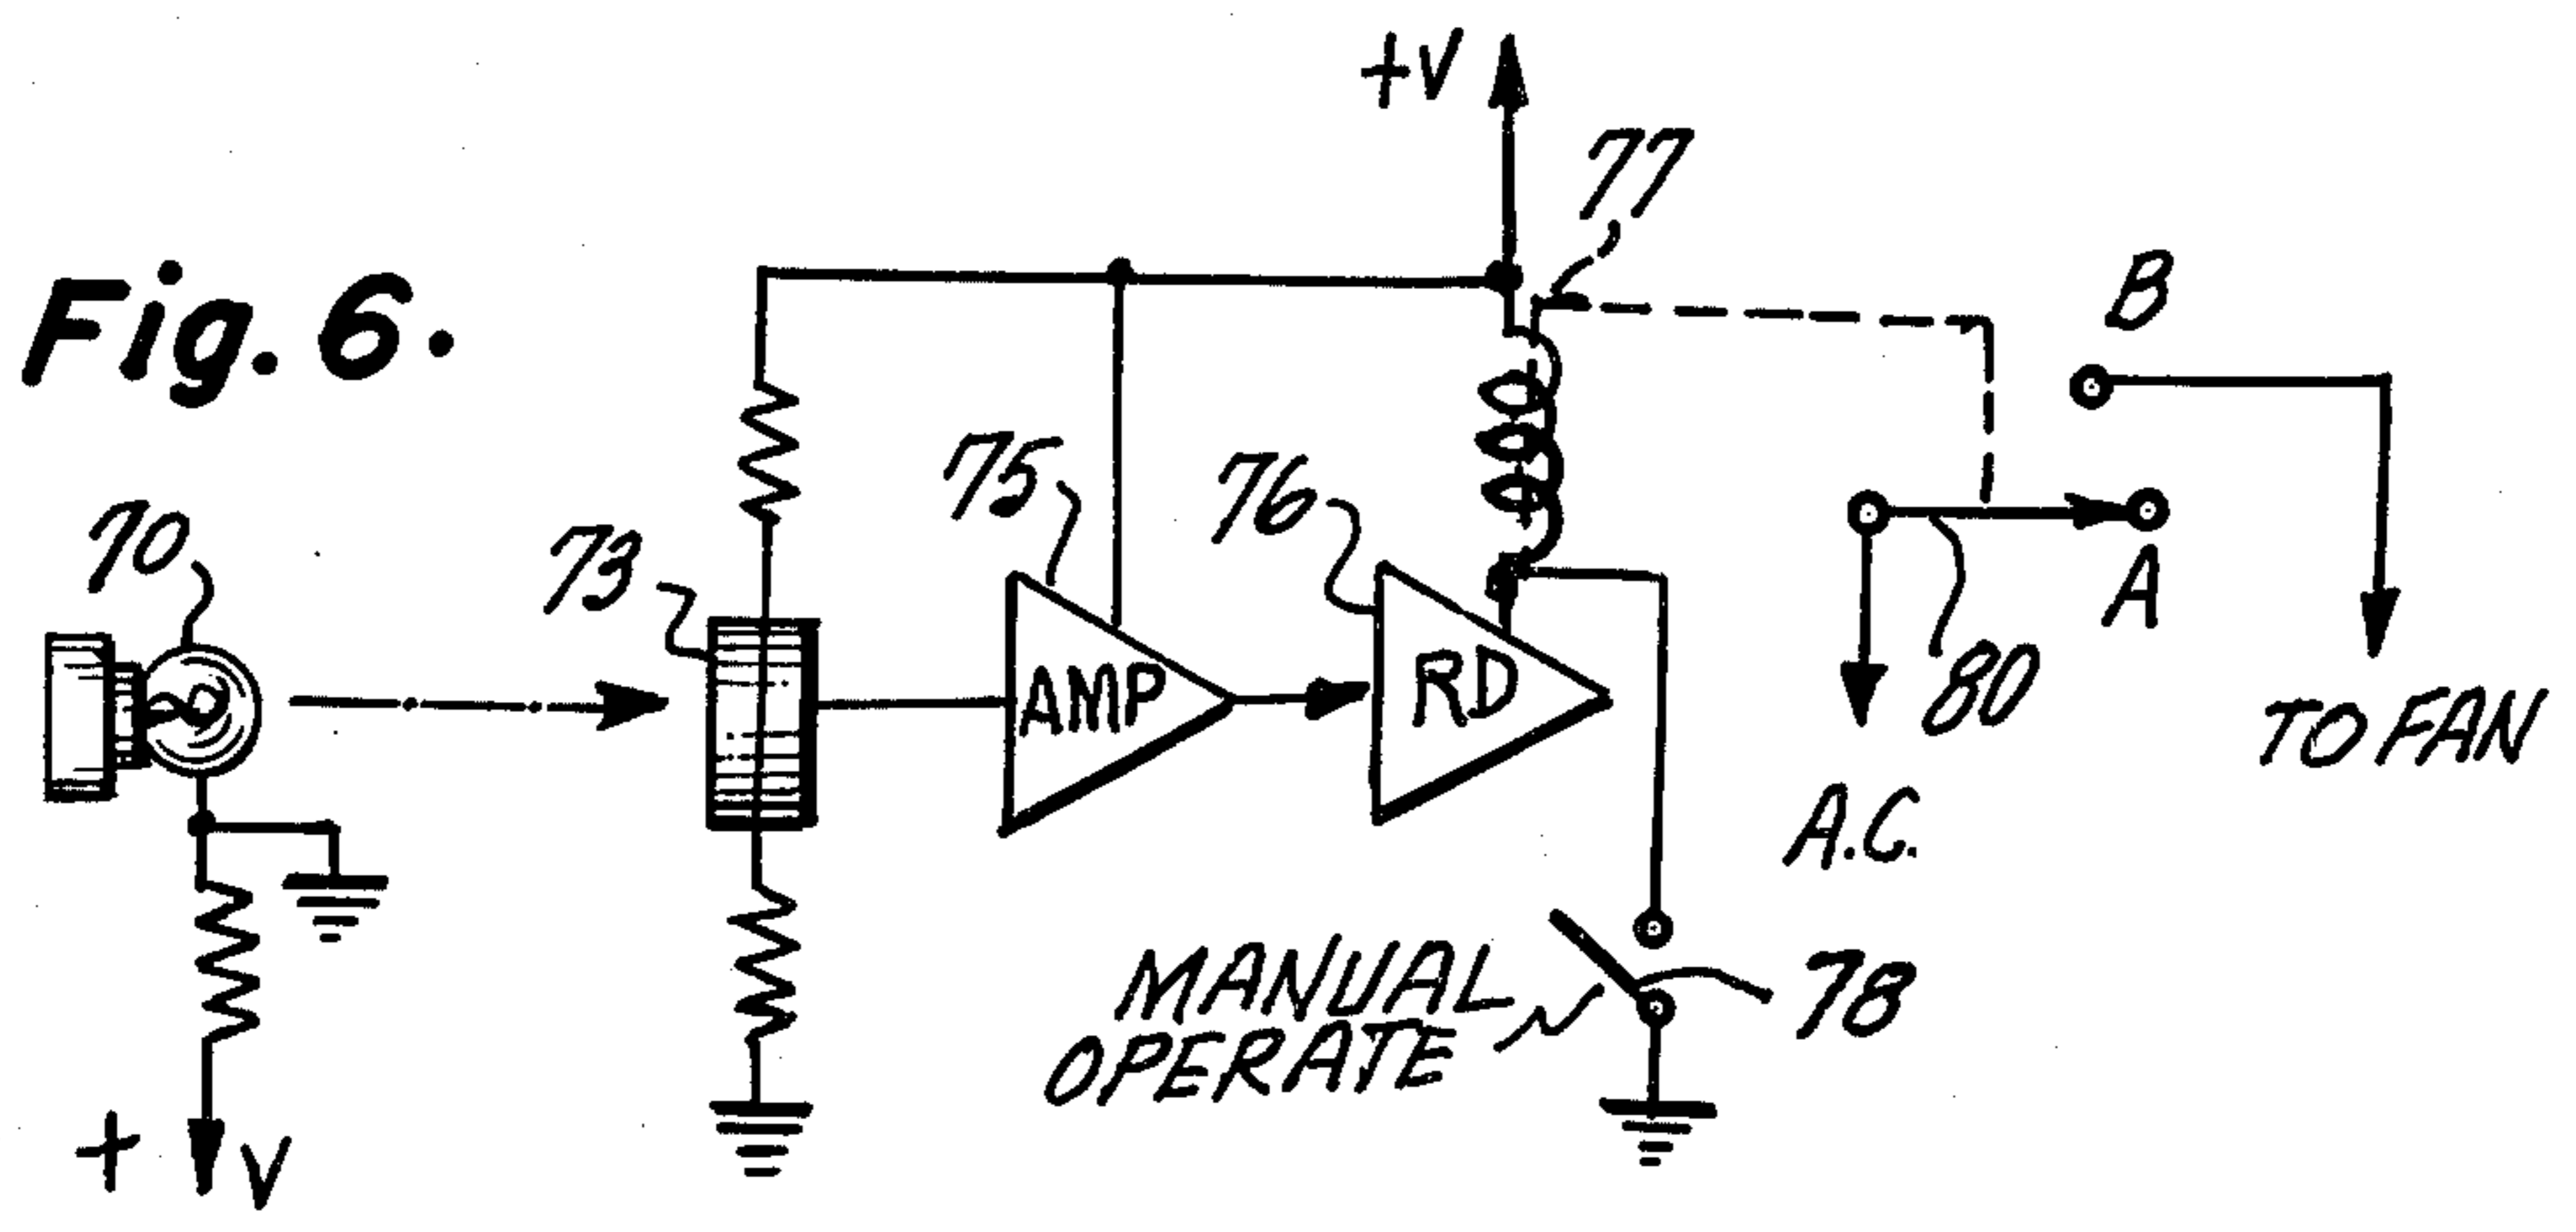 Fig. 6.
+V
77
B
75
76
70
73
A
80
AMP
RD
TO FAN
A.C.
MANUAL
OPERATE
78
+ V